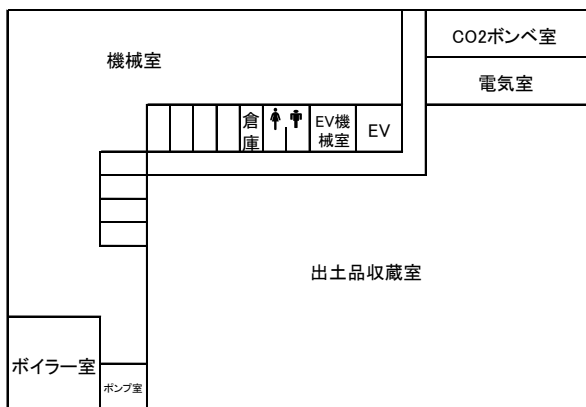 CO2ボンベ室
機械室
電気室
倉庫
EV機
械室
EV
出土品収蔵室
ボイラー室
ポンプ室